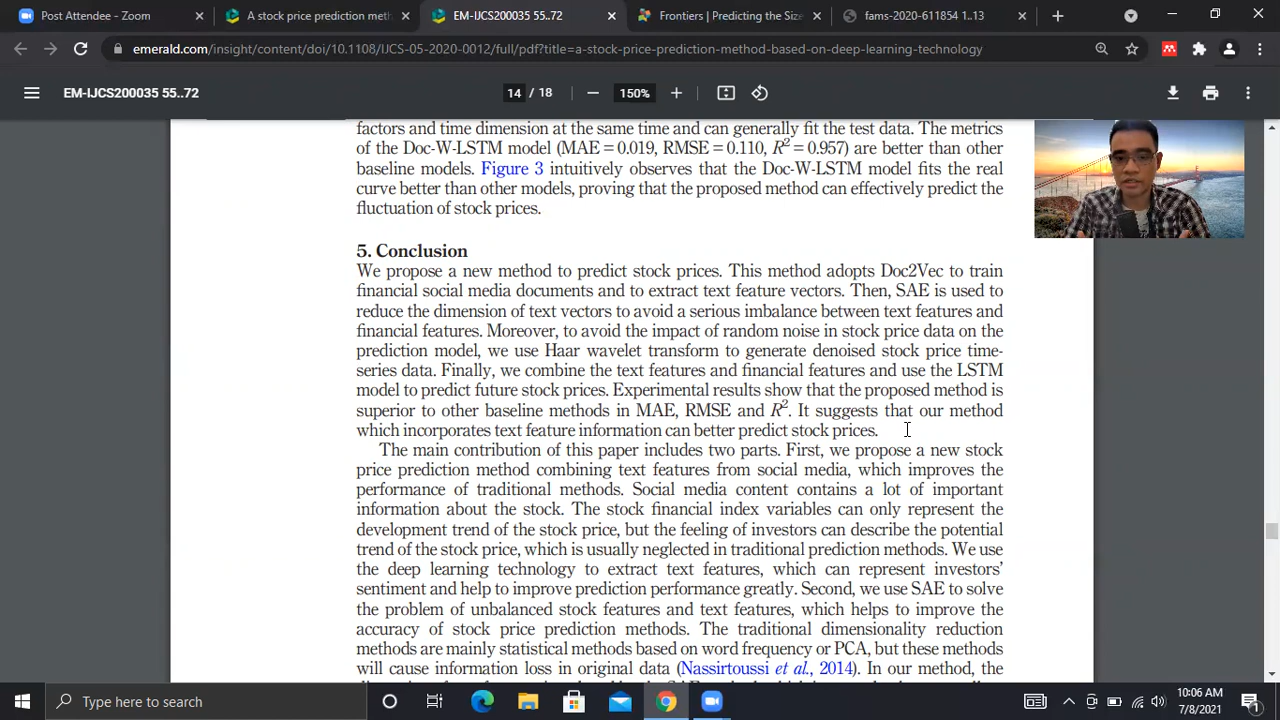 Post Attendee - Zoom
A stock price prediction meth
EM-IJCS200035 55..72
Frontiers | Predicting the Size
fams-2020-611854 1..13
emerald.com/insight/content/doi/10.1108/IJCS-05-2020-0012/full/pdf?title=a-stock-price-prediction-method-based-on-deep-learning-technology
EM-IJCS200035 55..72
14 / 18
150%
factors and time dimension at the same time and can generally fit the test data. The metrics
of the Doc-W-LSTM model (MAE = 0.019, RMSE = 0.110, R² = 0.957) are better than other
baseline models. Figure 3 intuitively observes that the Doc-W-LSTM model fits the real
curve better than other models, proving that the proposed method can effectively predict the
fluctuation of stock prices.
5. Conclusion
We propose a new method to predict stock prices. This method adopts Doc2Vec to train
financial social media documents and to extract text feature vectors. Then, SAE is used to
reduce the dimension of text vectors to avoid a serious imbalance between text features and
financial features. Moreover, to avoid the impact of random noise in stock price data on the
prediction model, we use Haar wavelet transform to generate denoised stock price time-
series data. Finally, we combine the text features and financial features and use the LSTM
model to predict future stock prices. Experimental results show that the proposed method is
superior to other baseline methods in MAE, RMSE and R². It suggests that our method
which incorporates text feature information can better predict stock prices.
The main contribution of this paper includes two parts. First, we propose a new stock
price prediction method combining text features from social media, which improves the
performance of traditional methods. Social media content contains a lot of important
information about the stock. The stock financial index variables can only represent the
development trend of the stock price, but the feeling of investors can describe the potential
trend of the stock price, which is usually neglected in traditional prediction methods. We use
the deep learning technology to extract text features, which can represent investors'
sentiment and help to improve prediction performance greatly. Second, we use SAE to solve
the problem of unbalanced stock features and text features, which helps to improve the
accuracy of stock price prediction methods. The traditional dimensionality reduction
methods are mainly statistical methods based on word frequency or PCA, but these methods
will cause information loss in original data (Nassirtoussi et al., 2014). In our method, the
Type here to search
10:06 AM
7/8/2021
1